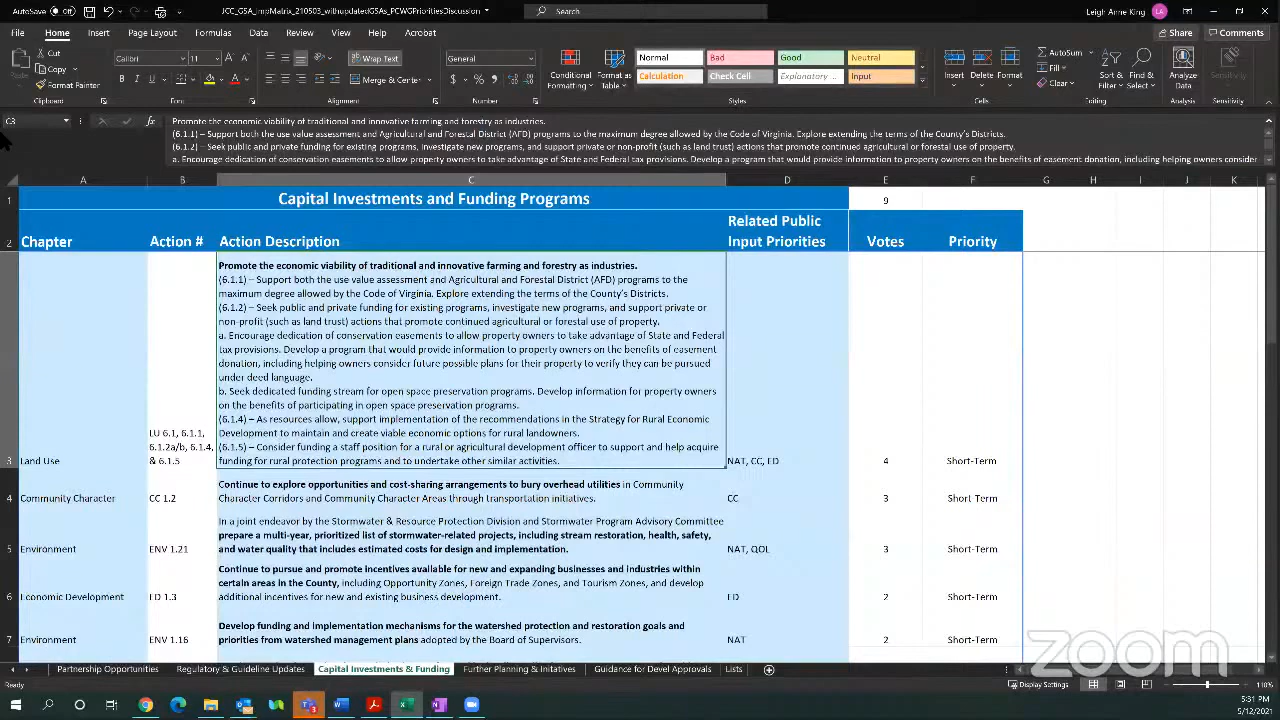 AutoSave Off
JCC_GSA_ImpMatrix_210503_withupdatedGSAs_PCWGPrioritiesDiscussion
Search
Leigh Anne King
LA
File Home Insert Page Layout Formulas Data Review View Help Acrobat
Share Comments
Paste
Cut
Copy
Format Painter
Clipboard
Calibri 11
B I U
Font
Wrap Text
Merge & Center
Alignment
General
$ % ,
Number
Conditional Formatting
Format as Table
Normal Bad Good Neutral
Calculation Check Cell Explanatory ... Input
Styles
Insert Delete Format
Cells
AutoSum
Fill
Clear
Sort & Filter
Find & Select
Editing
Analyze Data
Analysis
Sensitivity
Sensitivity
C3
fx
Promote the economic viability of traditional and innovative farming and forestry as industries.
(6.1.1) – Support both the use value assessment and Agricultural and Forestal District (AFD) programs to the maximum degree allowed by the Code of Virginia. Explore extending the terms of the County's Districts.
(6.1.2) – Seek public and private funding for existing programs, investigate new programs, and support private or non-profit (such as land trust) actions that promote continued agricultural or forestal use of property.
a. Encourage dedication of conservation easements to allow property owners to take advantage of State and Federal tax provisions. Develop a program that would provide information to property owners on the benefits of easement donation, including helping owners consider
A B C D E F G H I J K
1
Capital Investments and Funding Programs
9
2
Chapter
Action #
Action Description
Related Public
Input Priorities
Votes
Priority
Promote the economic viability of traditional and innovative farming and forestry as industries.
(6.1.1) – Support both the use value assessment and Agricultural and Forestal District (AFD) programs to the
maximum degree allowed by the Code of Virginia. Explore extending the terms of the County's Districts.
(6.1.2) – Seek public and private funding for existing programs, investigate new programs, and support private or
non-profit (such as land trust) actions that promote continued agricultural or forestal use of property.
a. Encourage dedication of conservation easements to allow property owners to take advantage of State and Federal
tax provisions. Develop a program that would provide information to property owners on the benefits of easement
donation, including helping owners consider future possible plans for their property to verify they can be pursued
under deed language.
b. Seek dedicated funding stream for open space preservation programs. Develop information for property owners
on the benefits of participating in open space preservation programs.
(6.1.4) – As resources allow, support implementation of the recommendations in the Strategy for Rural Economic
Development to maintain and create viable economic options for rural landowners.
(6.1.5) – Consider funding a staff position for a rural or agricultural development officer to support and help acquire
funding for rural protection programs and to undertake other similar activities.
LU 6.1, 6.1.1,
6.1.2a/b, 6.1.4,
& 6.1.5
3
Land Use
NAT, CC, ED
4
Short-Term
Continue to explore opportunities and cost-sharing arrangements to bury overhead utilities in Community
Character Corridors and Community Character Areas through transportation initiatives.
4
Community Character
CC 1.2
CC
3
Short-Term
In a joint endeavor by the Stormwater & Resource Protection Division and Stormwater Program Advisory Committee
prepare a multi-year, prioritized list of stormwater-related projects, including stream restoration, health, safety,
and water quality that includes estimated costs for design and implementation.
5
Environment
ENV 1.21
NAT, QOL
3
Short-Term
Continue to pursue and promote incentives available for new and expanding businesses and industries within
certain areas in the County, including Opportunity Zones, Foreign Trade Zones, and Tourism Zones, and develop
additional incentives for new and existing business development.
6
Economic Development
ED 1.3
ED
2
Short-Term
Develop funding and implementation mechanisms for the watershed protection and restoration goals and
priorities from watershed management plans adopted by the Board of Supervisors.
7
Environment
ENV 1.16
NAT
2
Short-Term
zoom
Partnership Opportunities
Regulatory & Guideline Updates
Capital Investments & Funding
Further Planning & Initatives
Guidance for Devel Approvals
Lists
Ready
Display Settings
110%
5:31 PM
5/12/2021